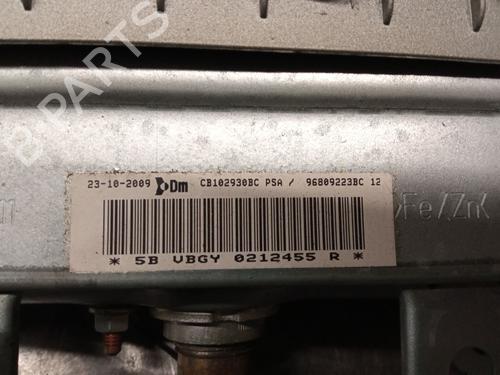 23-10-2009 Dm CB102930BC PSA / 96809223BC 12
* 5B VBGY 0212455 R *
>Fe/Zn<
B-PARTS